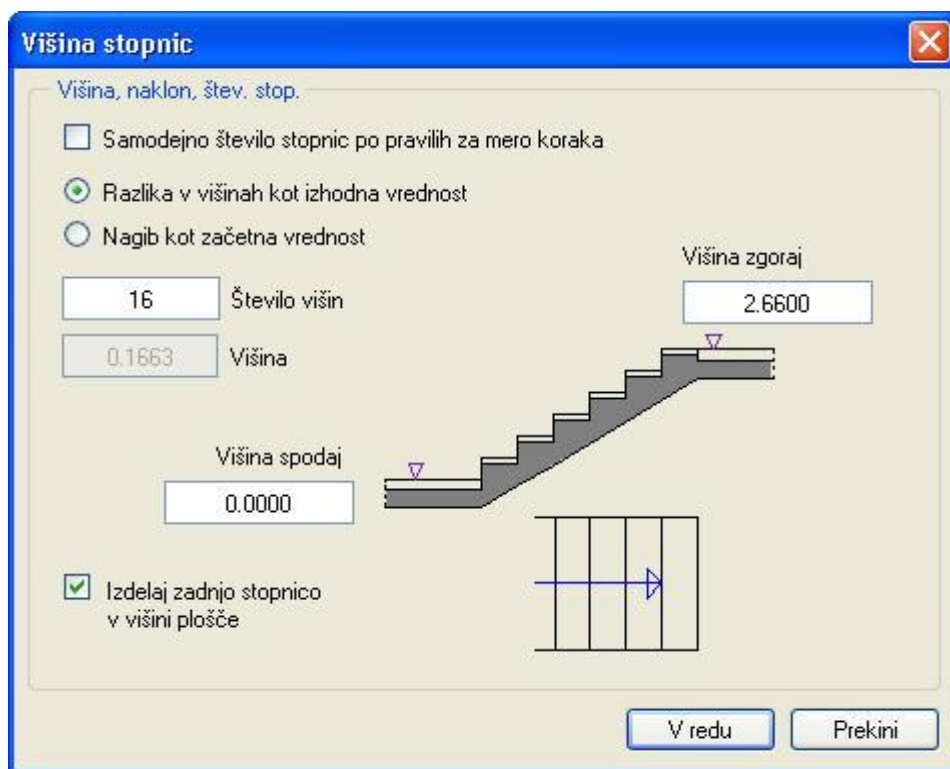 Višina stopnic
Višina, naklon, štev. stop.
Samodejno število stopnic po pravilih za mero koraka
Razlika v višinah kot izhodna vrednost
Nagib kot začetna vrednost
Višina zgoraj
16 Število višin
2.6600
0.1663 Višina
Višina spodaj
0.0000
Izdelaj zadnjo stopnico
v višini plošče
V redu
Prekini